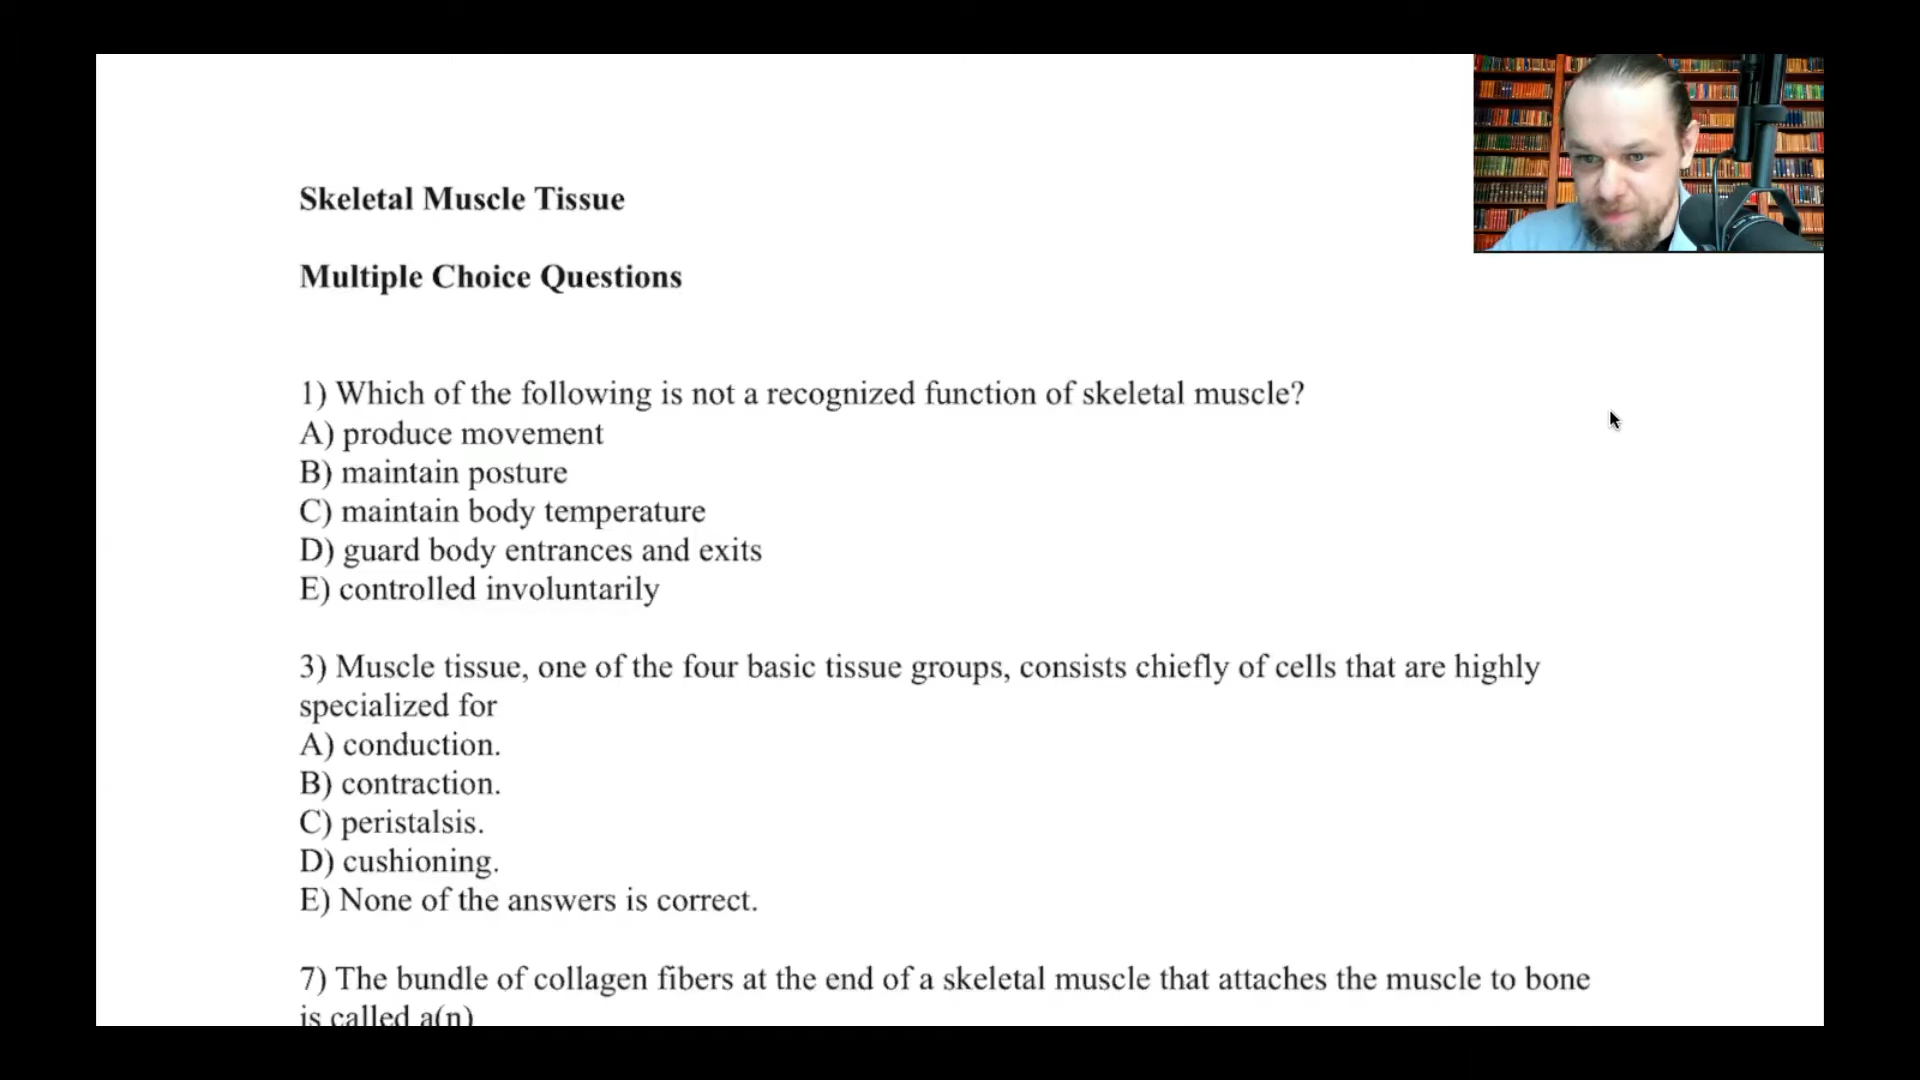 Skeletal Muscle Tissue
Multiple Choice Questions
1) Which of the following is not a recognized function of skeletal muscle?
A) produce movement
B) maintain posture
C) maintain body temperature
D) guard body entrances and exits
E) controlled involuntarily
3) Muscle tissue, one of the four basic tissue groups, consists chiefly of cells that are highly
specialized for
A) conduction.
B) contraction.
C) peristalsis.
D) cushioning.
E) None of the answers is correct.
7) The bundle of collagen fibers at the end of a skeletal muscle that attaches the muscle to bone
is called a(n)